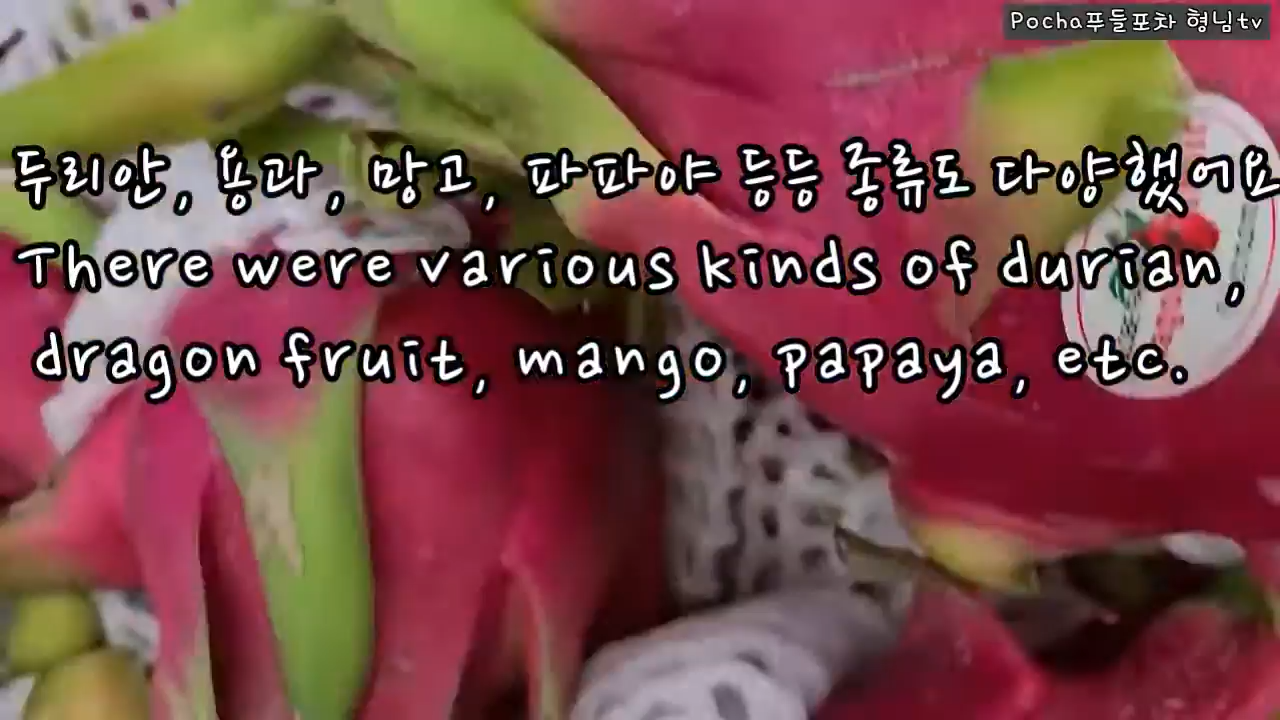 Pocha푸들포차 형님tv
두리안, 용과, 망고, 파파야 등등 종류도 다양했어요
There were various kinds of durian,
dragon fruit, mango, papaya, etc.